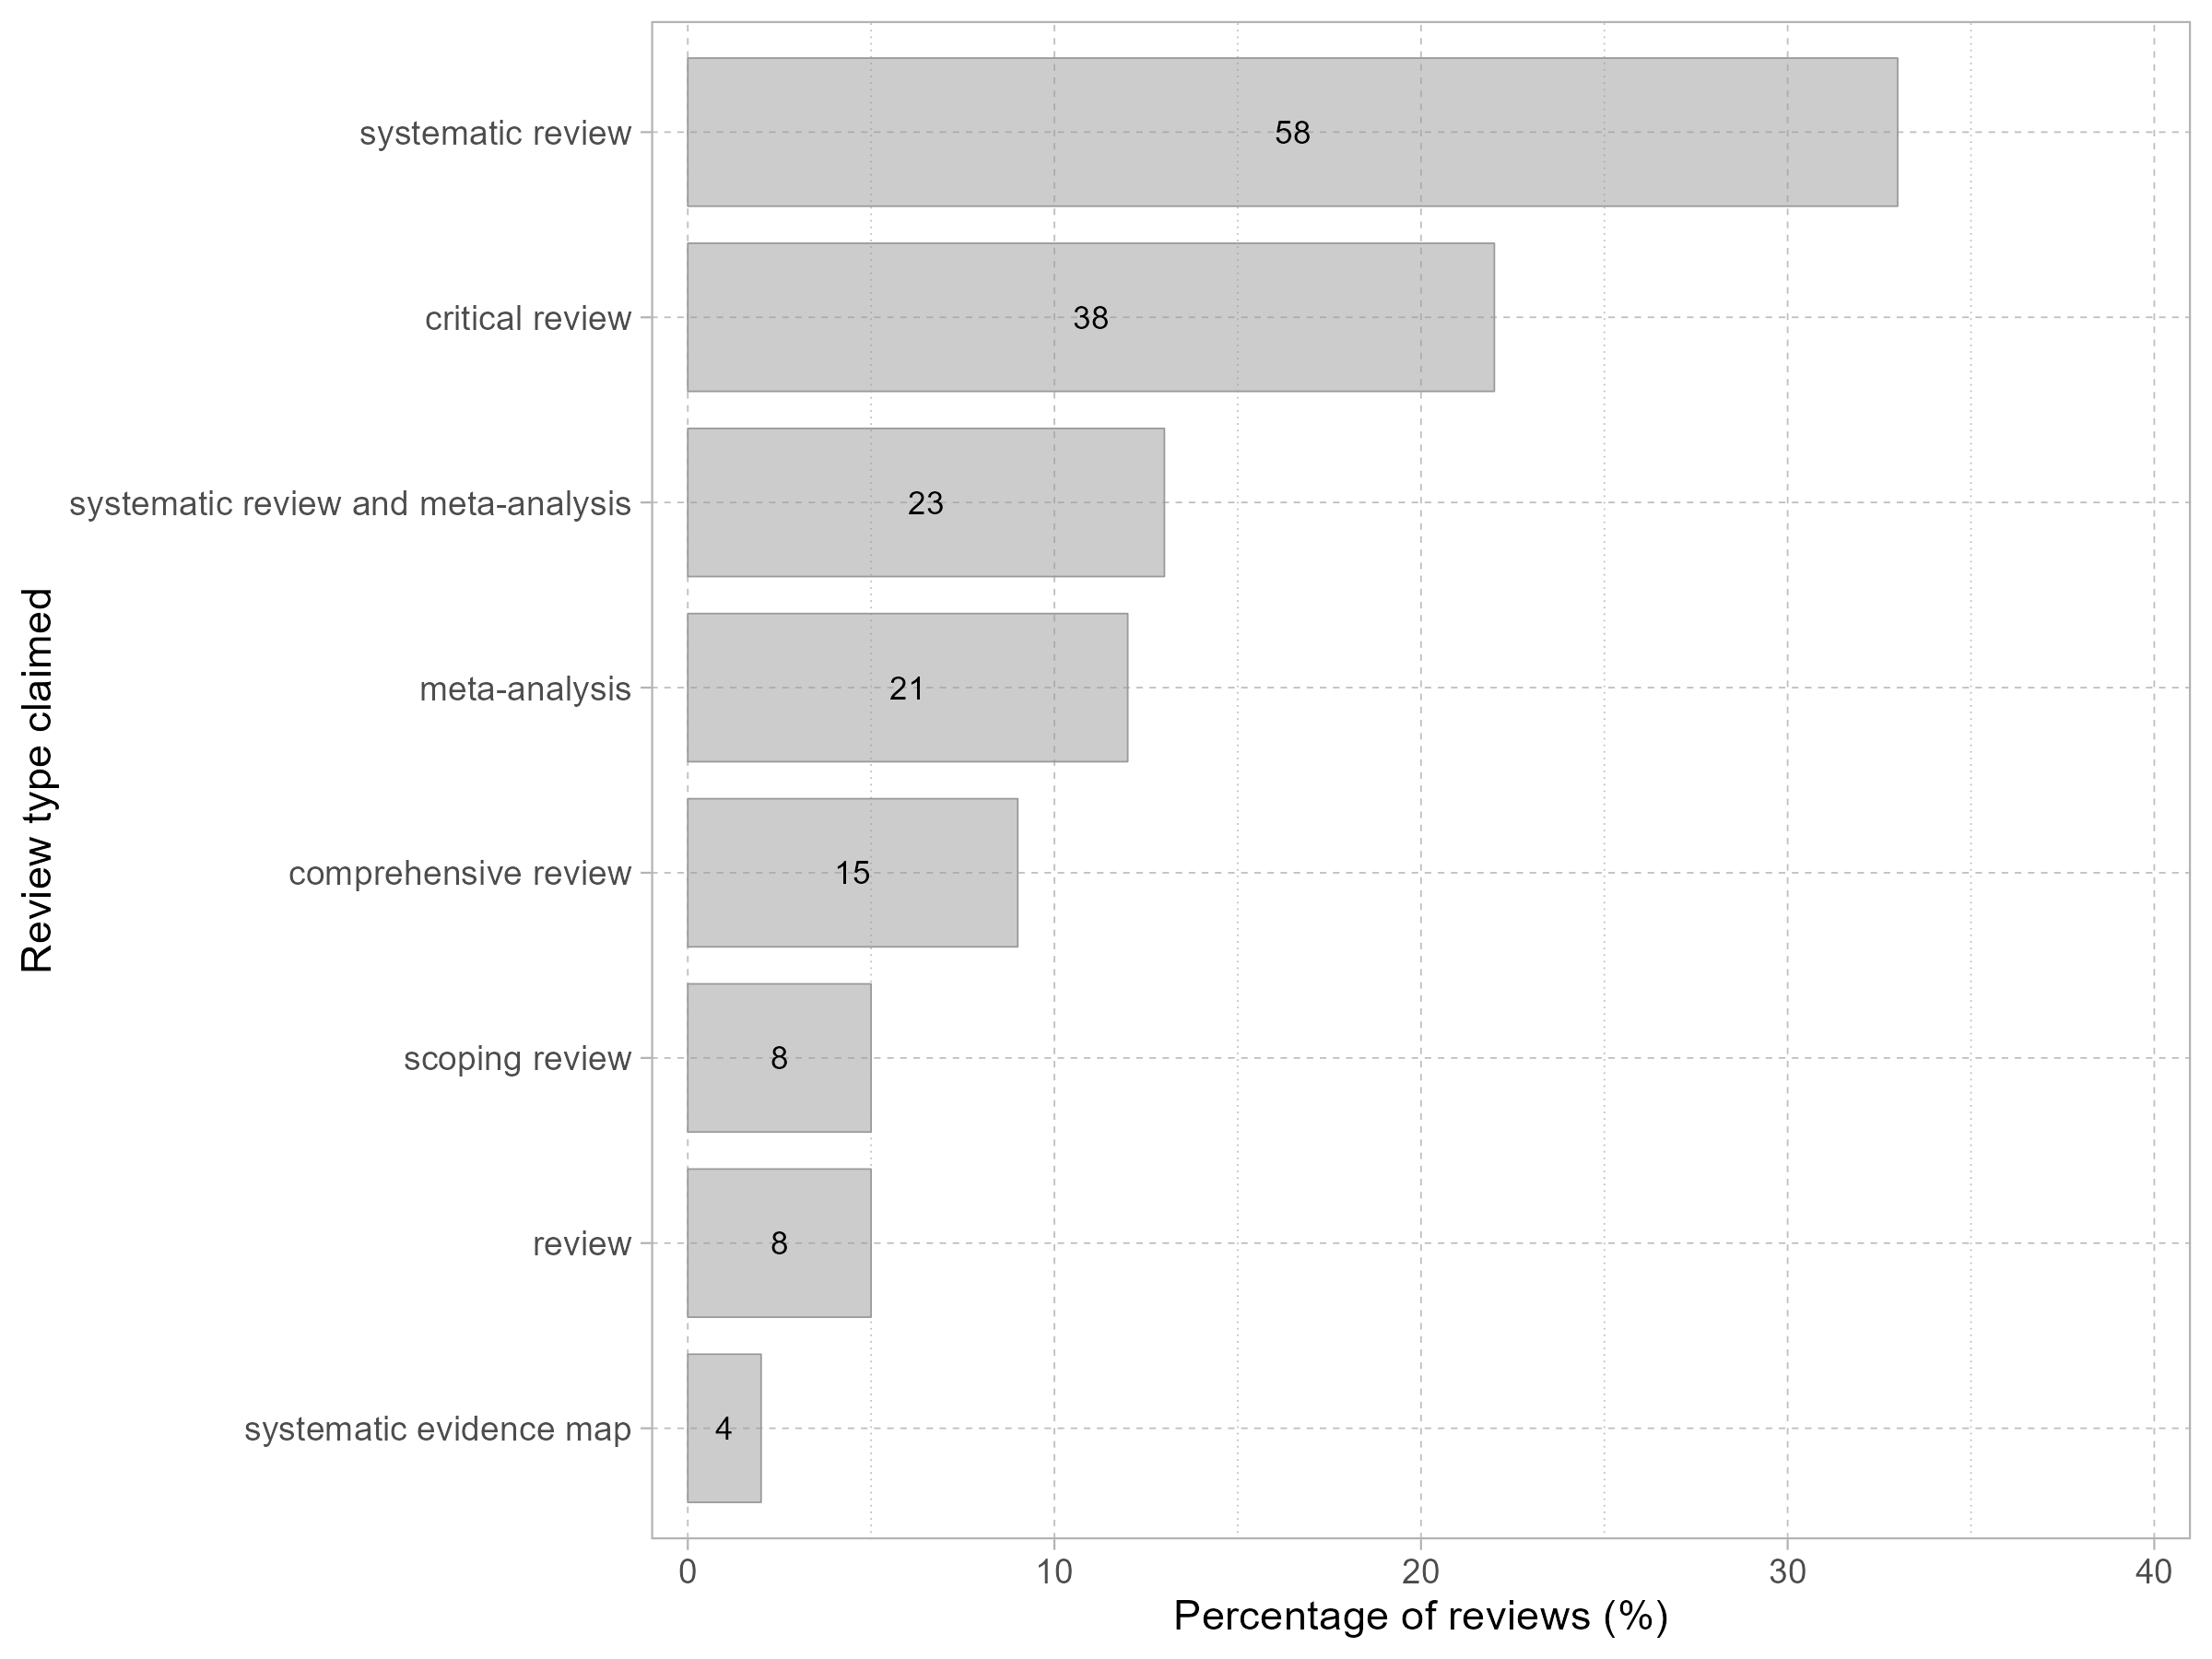 systematic review
58
critical review
38
systematic review and meta-analysis
23
meta-analysis
21
comprehensive review
15
scoping review
8
review
8
systematic evidence map
4
Review type claimed
0 10 20 30 40
Percentage of reviews (%)